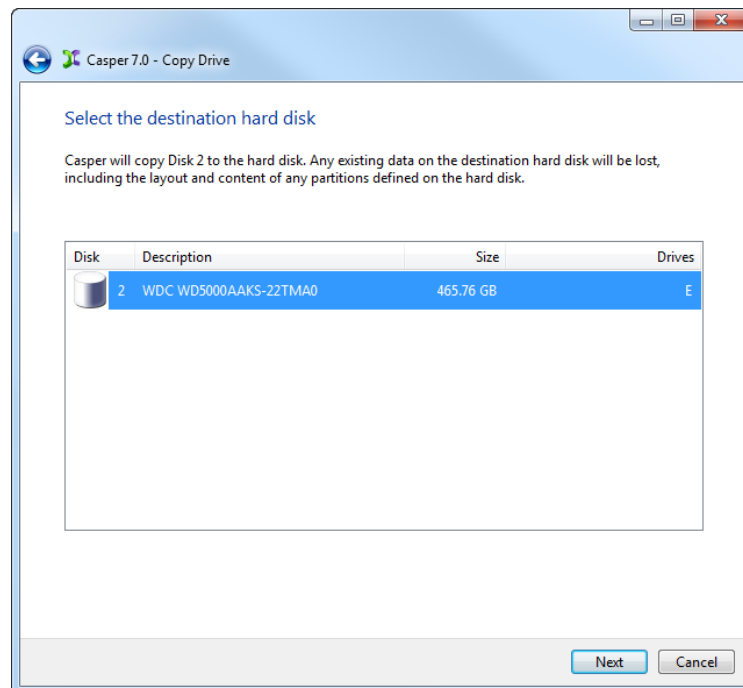 Casper 7.0 - Copy Drive
Select the destination hard disk
Casper will copy Disk 2 to the hard disk. Any existing data on the destination hard disk will be lost,
including the layout and content of any partitions defined on the hard disk.
Disk Description Size Drives
2 WDC WD5000AAKS-22TMA0 465.76 GB E
Next Cancel